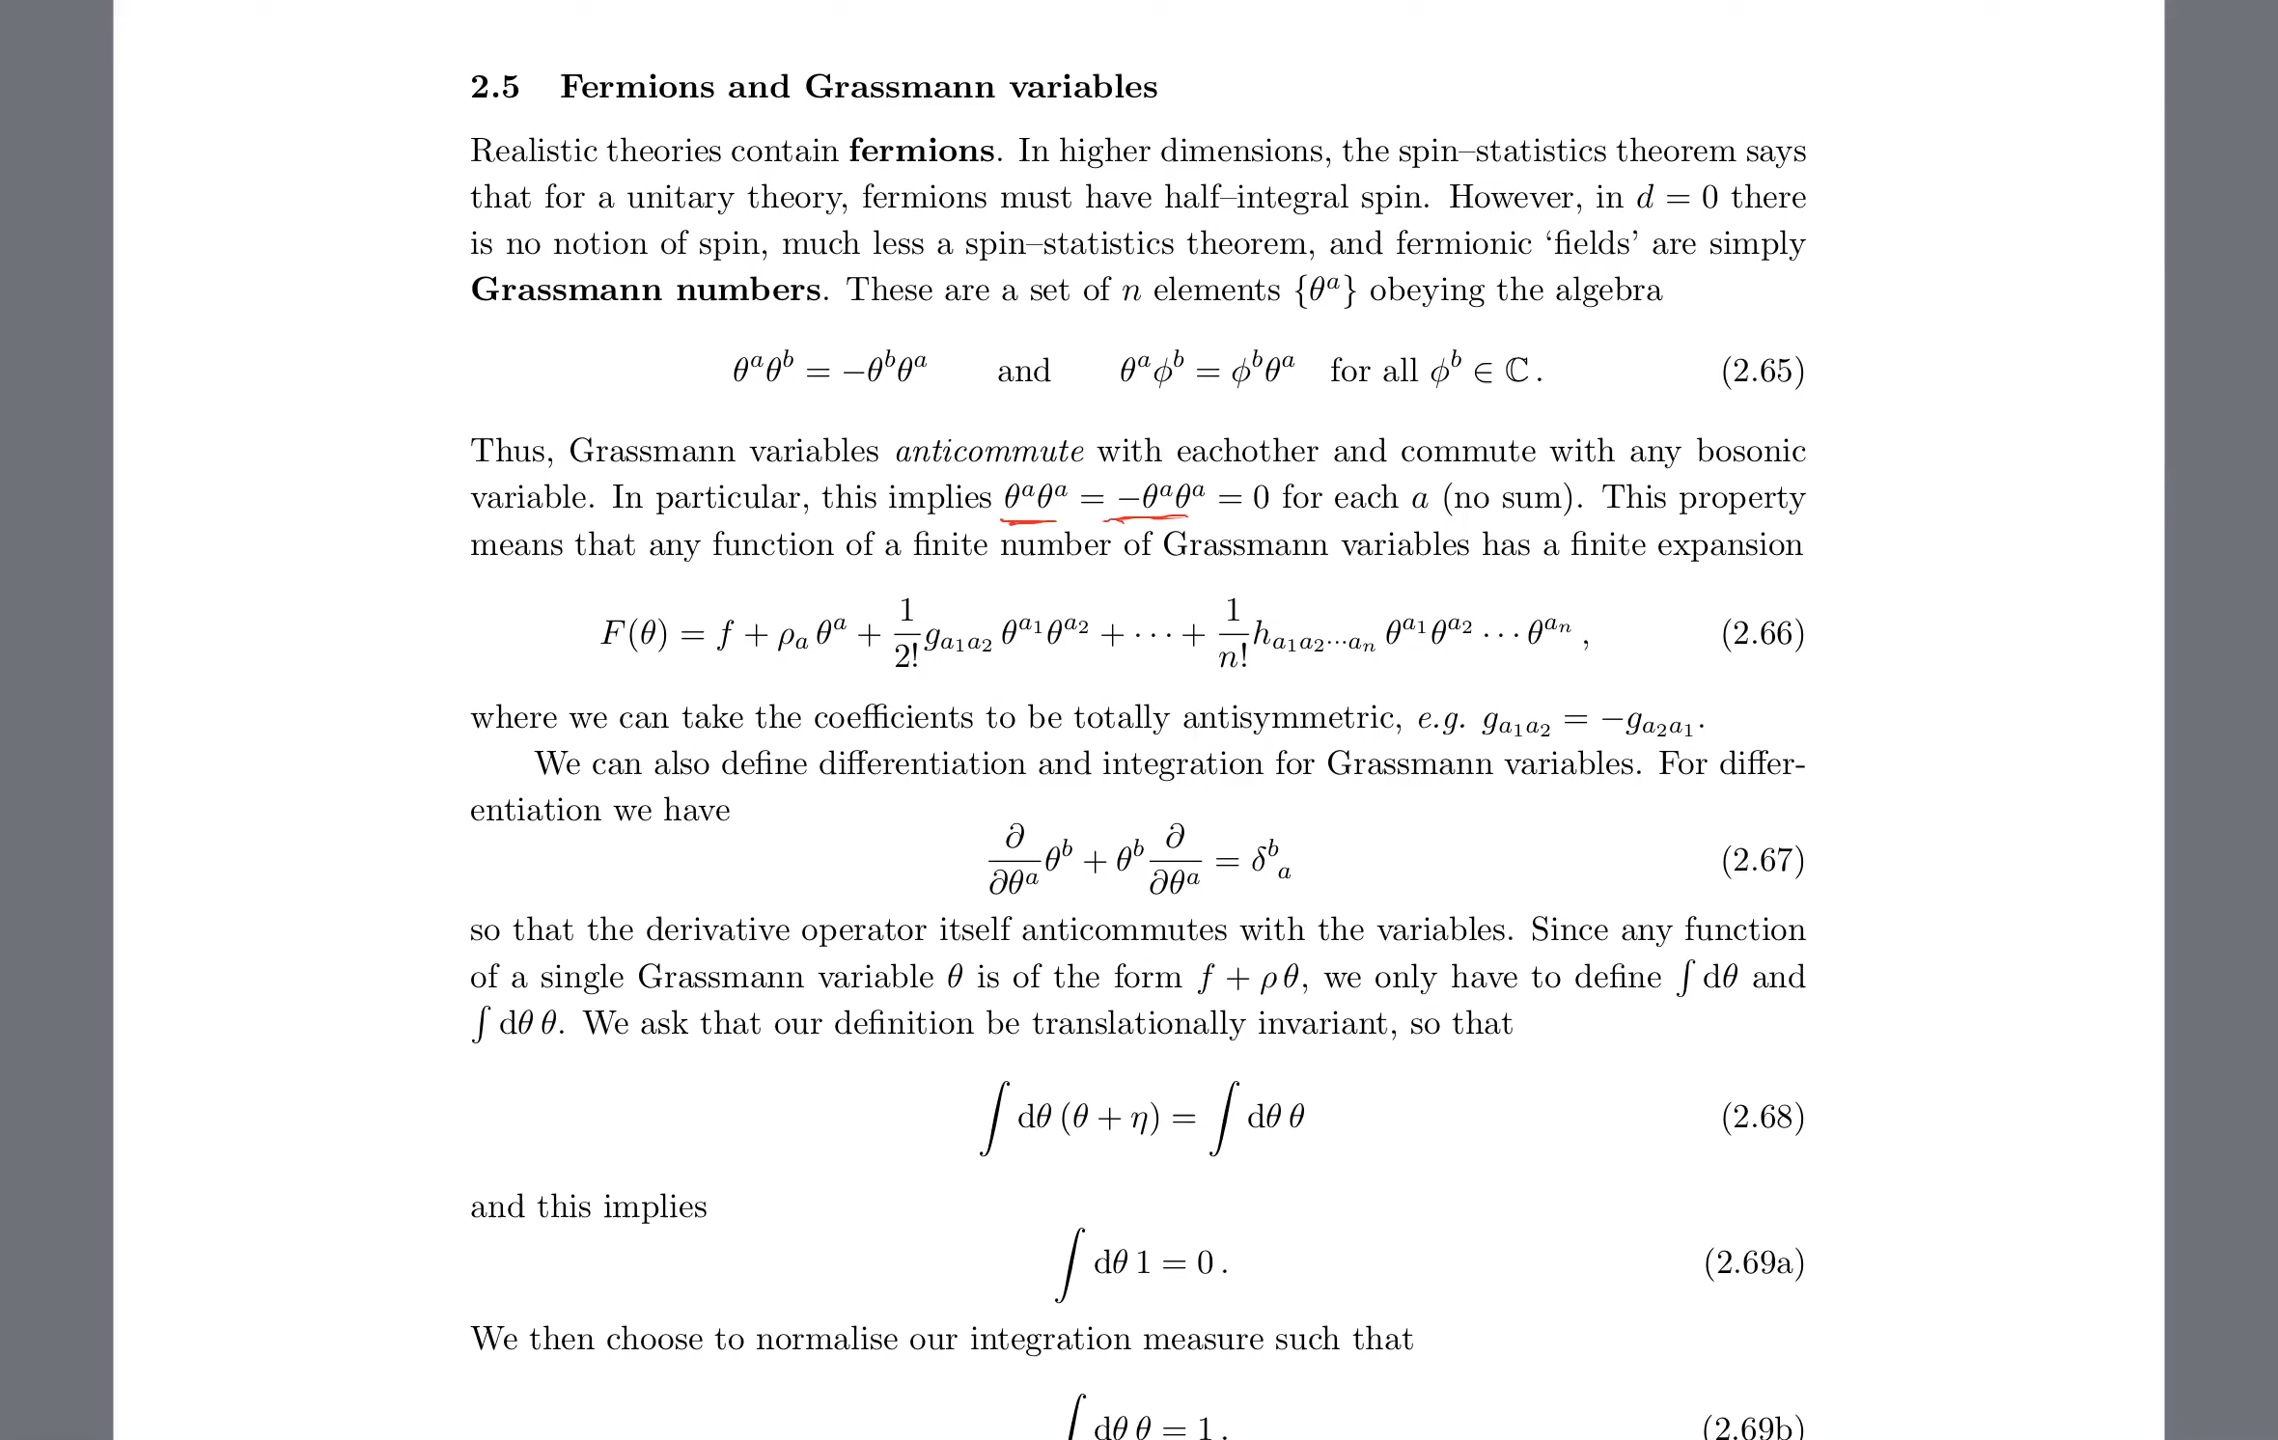 2.5 Fermions and Grassmann variables
Realistic theories contain fermions. In higher dimensions, the spin–statistics theorem says
that for a unitary theory, fermions must have half–integral spin. However, in d = 0 there
is no notion of spin, much less a spin–statistics theorem, and fermionic ‘fields’ are simply
Grassmann numbers. These are a set of n elements {θ^a} obeying the algebra
θ^a θ^b = −θ^b θ^a and θ^a ϕ^b = ϕ^b θ^a for all ϕ^b ∈ ℂ. (2.65)
Thus, Grassmann variables anticommute with eachother and commute with any bosonic
variable. In particular, this implies θ^a θ^a = −θ^a θ^a = 0 for each a (no sum). This property
means that any function of a finite number of Grassmann variables has a finite expansion
F(θ) = f + ρ_a θ^a + 1/2! g_{a_1 a_2} θ^{a_1} θ^{a_2} + · · · + 1/n! h_{a_1 a_2 ··· a_n} θ^{a_1} θ^{a_2} · · · θ^{a_n} , (2.66)
where we can take the coefficients to be totally antisymmetric, e.g. g_{a_1 a_2} = −g_{a_2 a_1}.
We can also define differentiation and integration for Grassmann variables. For differ-
entiation we have
∂/∂θ^a θ^b + θ^b ∂/∂θ^a = δ^b_a (2.67)
so that the derivative operator itself anticommutes with the variables. Since any function
of a single Grassmann variable θ is of the form f + ρ θ, we only have to define ∫ dθ and
∫ dθ θ. We ask that our definition be translationally invariant, so that
∫ dθ (θ + η) = ∫ dθ θ (2.68)
and this implies
∫ dθ 1 = 0 . (2.69a)
We then choose to normalise our integration measure such that
∫ dθ θ = 1 . (2.69b)